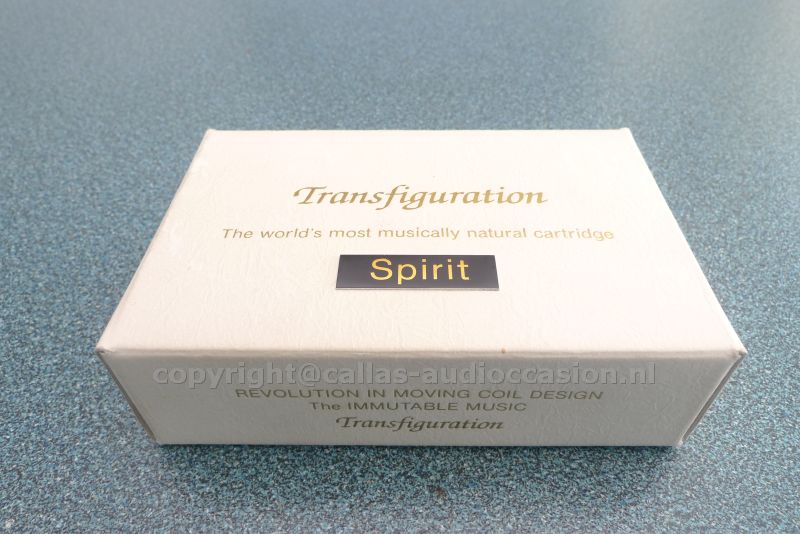 Transfiguration
The world's most musically natural cartridge
Spirit
copyright@callas-audioccasion.nl
REVOLUTION IN MOVING COIL DESIGN
The IMMUTABLE MUSIC
Transfiguration